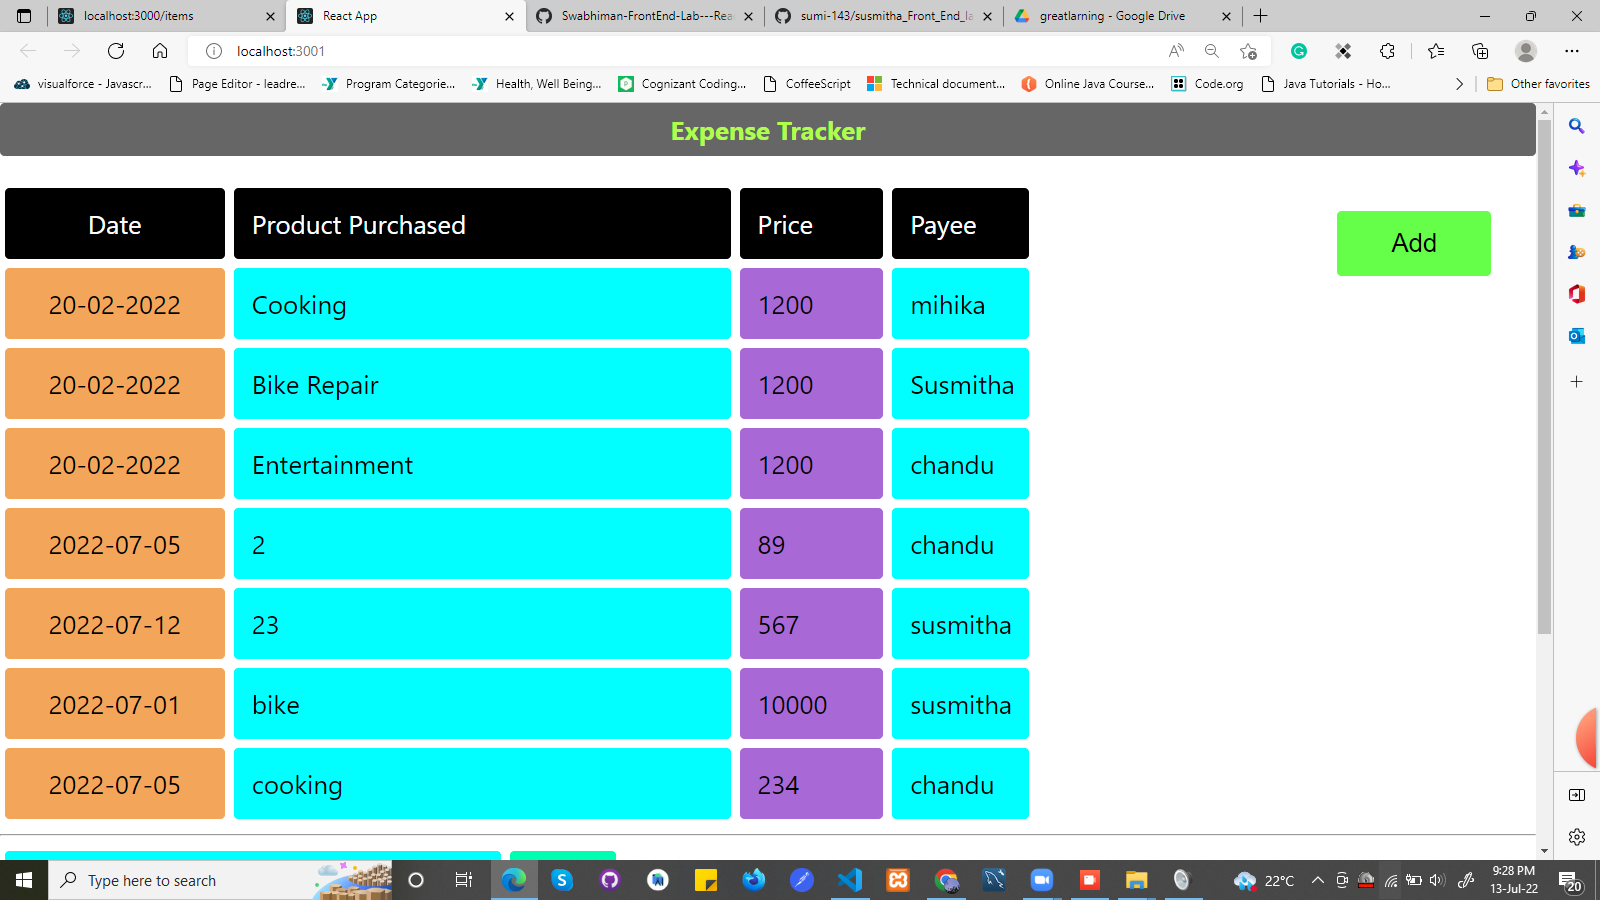 localhost:3000/items
React App
Swabhiman-FrontEnd-Lab---Rea
sumi-143/susmitha_Front_End_la
greatlarning - Google Drive
localhost:3001
visualforce - Javascr...
Page Editor - leadre...
Program Categorie...
Health, Well Being...
Cognizant Coding...
CoffeeScript
Technical document...
Online Java Course...
Code.org
Java Tutorials - Ho...
Other favorites
Expense Tracker
Date Product Purchased Price Payee
Add
20-02-2022 Cooking 1200 mihika
20-02-2022 Bike Repair 1200 Susmitha
20-02-2022 Entertainment 1200 chandu
2022-07-05 2 89 chandu
2022-07-12 23 567 susmitha
2022-07-01 bike 10000 susmitha
2022-07-05 cooking 234 chandu
Type here to search
22°C
9:28 PM
13-Jul-22
20